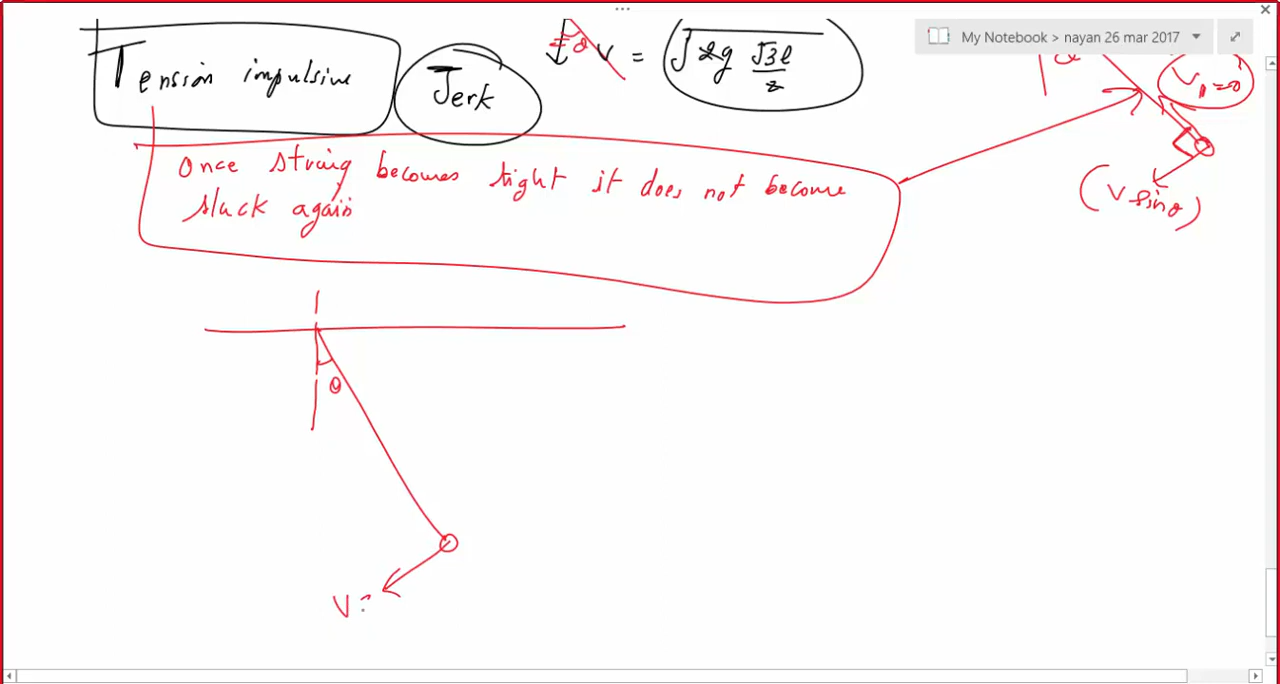 My Notebook > nayan 26 mar 2017
Tension impulsive
Jerk
θ V = √2g √3l/2
V∥=0
Once string becomes tight it does not become
slack again
(V sinθ)
θ
V =